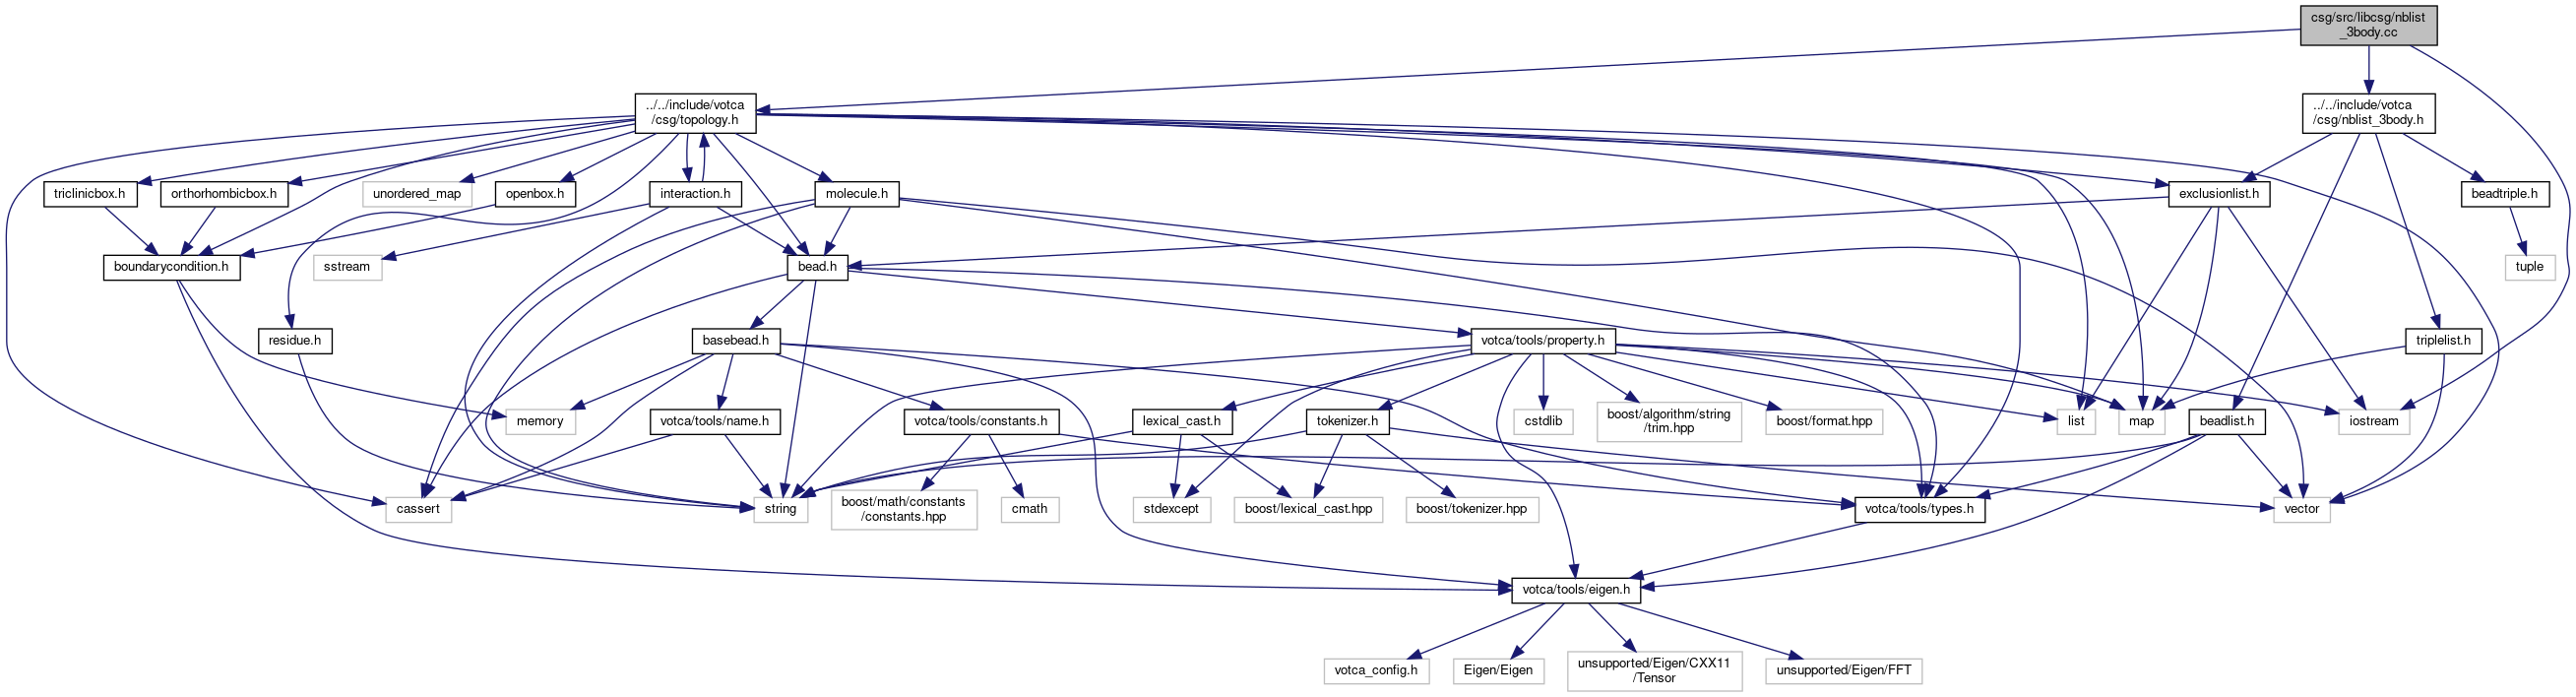 csg/src/libcsg/nblist
_3body.cc
../../include/votca
/csg/topology.h
../../include/votca
/csg/nblist_3body.h
triclinicbox.h
orthorhombicbox.h
unordered_map
openbox.h
interaction.h
molecule.h
exclusionlist.h
beadtriple.h
boundarycondition.h
sstream
bead.h
tuple
residue.h
basebead.h
votca/tools/property.h
triplelist.h
memory
votca/tools/name.h
votca/tools/constants.h
lexical_cast.h
tokenizer.h
cstdlib
boost/algorithm/string
/trim.hpp
boost/format.hpp
list
map
beadlist.h
iostream
cassert
string
boost/math/constants
/constants.hpp
cmath
stdexcept
boost/lexical_cast.hpp
boost/tokenizer.hpp
votca/tools/types.h
vector
votca/tools/eigen.h
votca_config.h
Eigen/Eigen
unsupported/Eigen/CXX11
/Tensor
unsupported/Eigen/FFT